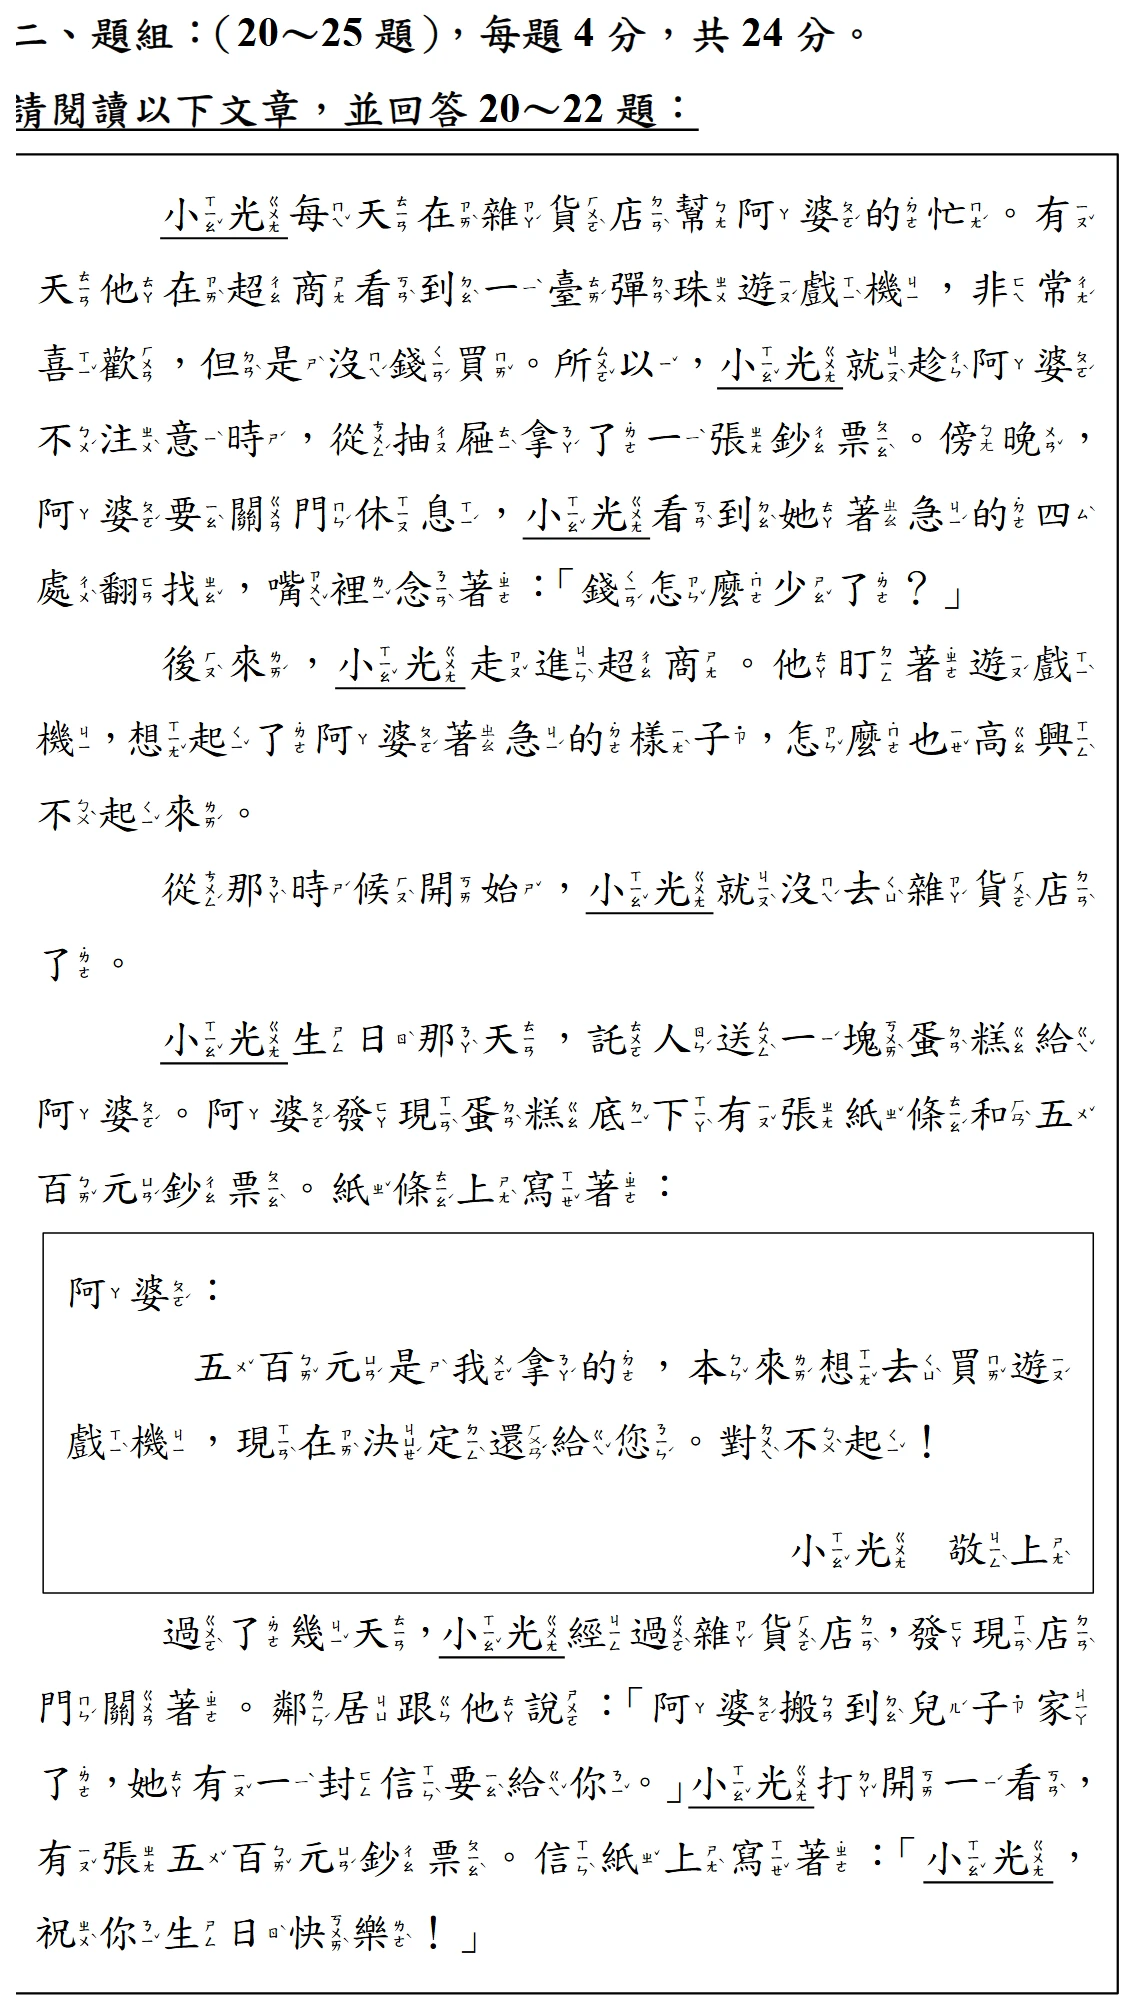 二、題組：（20～25 題），每題 4 分，共 24 分。
請閱讀以下文章，並回答 20～22 題：
小光每天在雜貨店幫阿婆的忙。有
天他在超商看到一臺彈珠遊戲機，非常
喜歡，但是沒錢買。所以，小光就趁阿婆
不注意時，從抽屜拿了一張鈔票。傍晚，
阿婆要關門休息，小光看到她著急的四
處翻找，嘴裡念著：「錢怎麼少了？」
後來，小光走進超商。他盯著遊戲
機，想起了阿婆著急的樣子，怎麼也高興
不起來。
從那時候開始，小光就沒去雜貨店
了。
小光生日那天，託人送一塊蛋糕給
阿婆。阿婆發現蛋糕底下有張紙條和五
百元鈔票。紙條上寫著：
阿婆：
五百元是我拿的，本來想去買遊
戲機，現在決定還給您。對不起！
小光　敬上
過了幾天，小光經過雜貨店，發現店
門關著。鄰居跟他說：「阿婆搬到兒子家
了，她有一封信要給你。」小光打開一看，
有張五百元鈔票。信紙上寫著：「小光，
祝你生日快樂！」